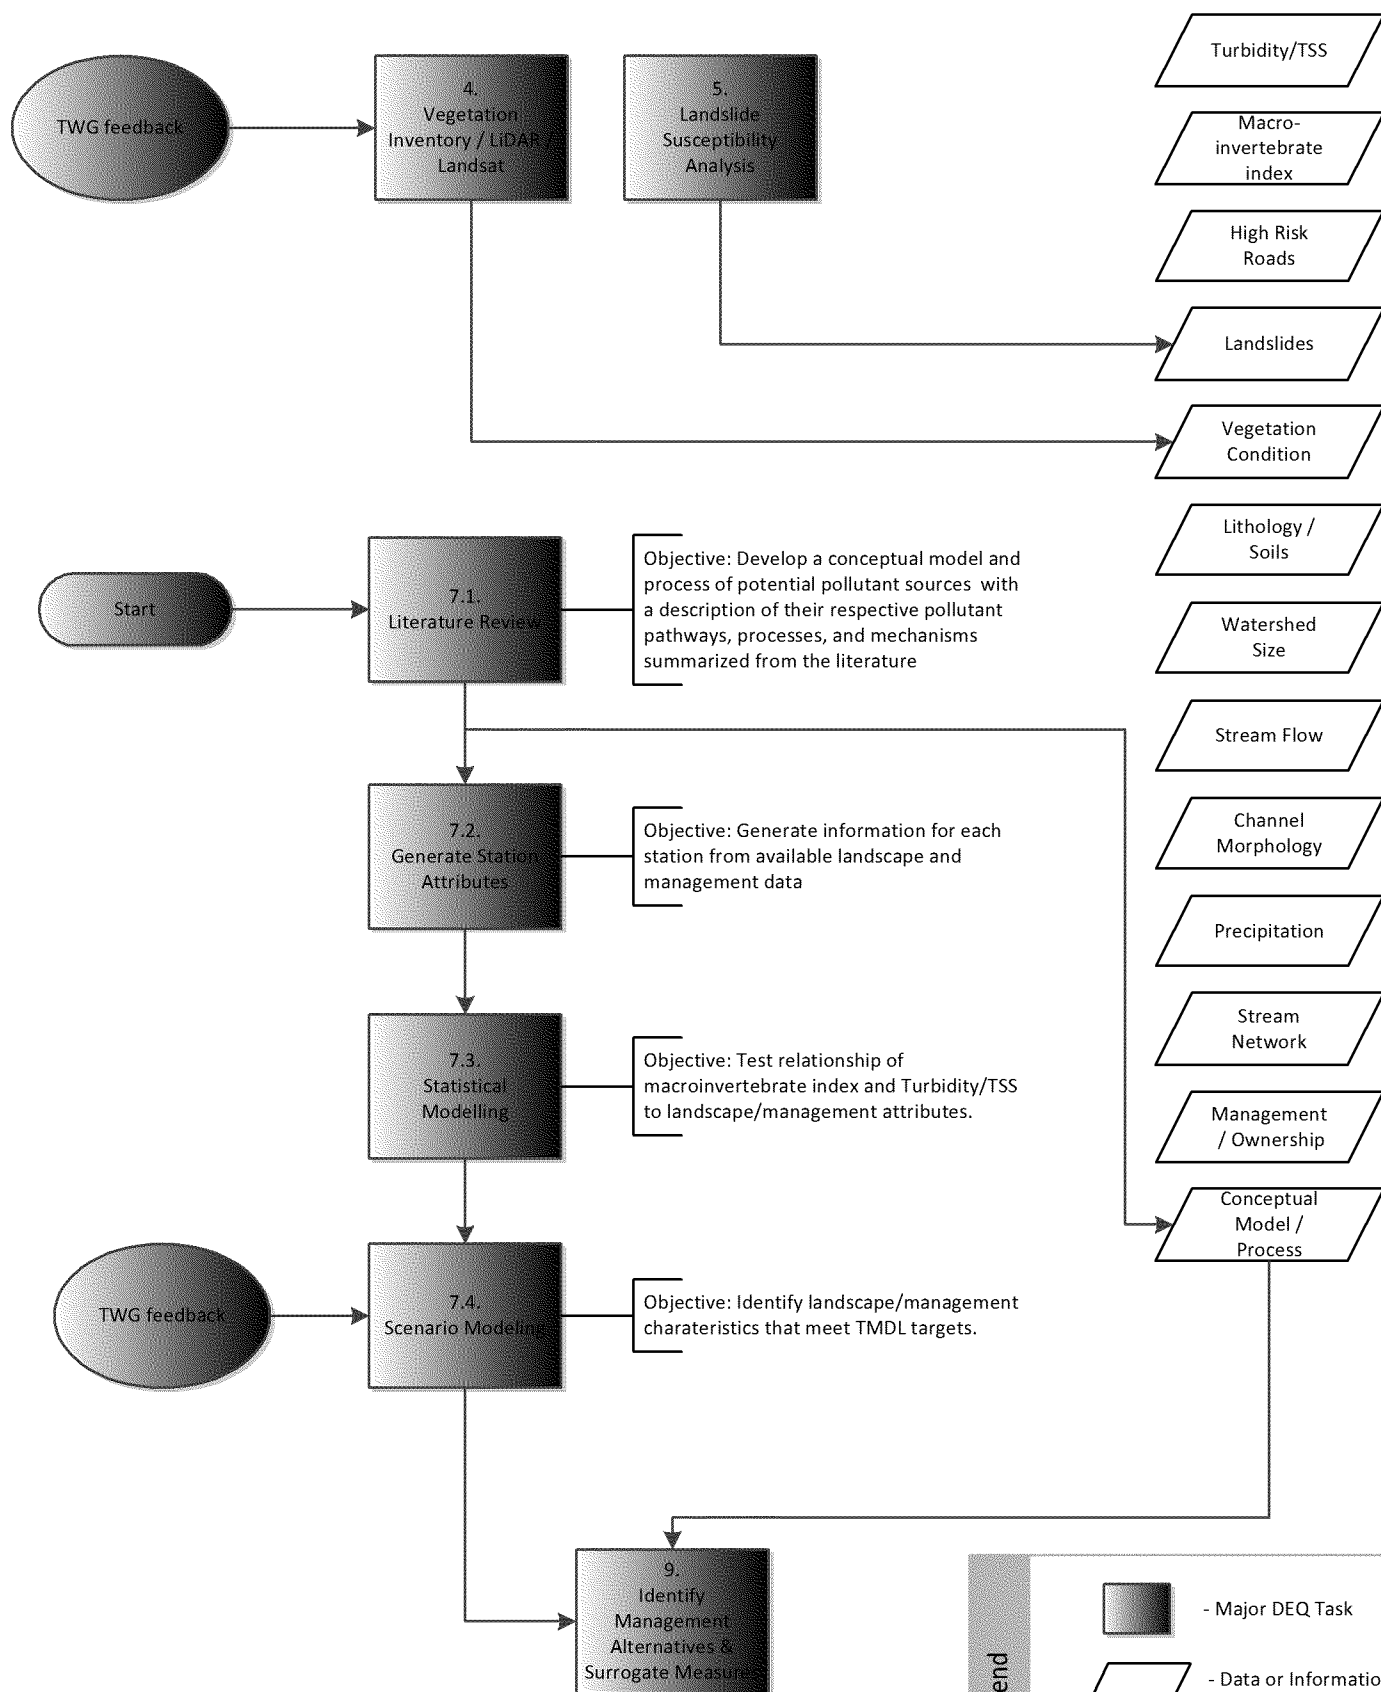 TWG feedback
4.
Vegetation
Inventory / LiDAR /
Landsat
5.
Landslide
Susceptibility
Analysis
Turbidity/TSS
Macro-
invertebrate
index
High Risk
Roads
Landslides
Vegetation
Condition
Lithology /
Soils
Watershed
Size
Stream Flow
Channel
Morphology
Precipitation
Stream
Network
Management
/ Ownership
Conceptual
Model /
Process
Start
7.1.
Literature Review
Objective: Develop a conceptual model and
process of potential pollutant sources with
a description of their respective pollutant
pathways, processes, and mechanisms
summarized from the literature
7.2.
Generate Station
Attributes
Objective: Generate information for each
station from available landscape and
management data
7.3.
Statistical
Modelling
Objective: Test relationship of
macroinvertebrate index and Turbidity/TSS
to landscape/management attributes.
TWG feedback
7.4.
Scenario Modeling
Objective: Identify landscape/management
charateristics that meet TMDL targets.
9.
Identify
Management
Alternatives &
Surrogate Measures
end
- Major DEQ Task
- Data or Informatio